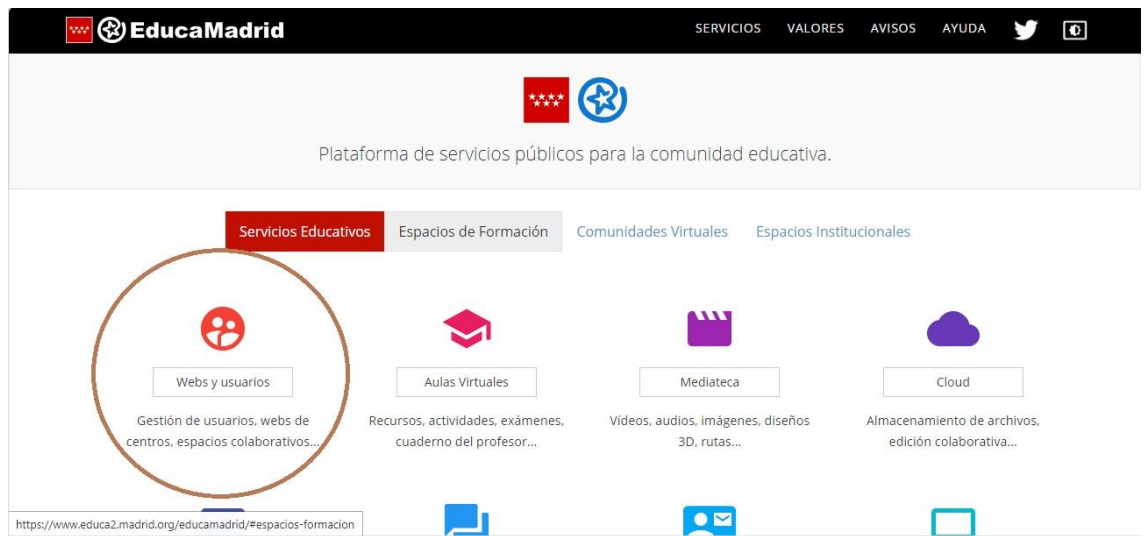 EducaMadrid
SERVICIOS VALORES AVISOS AYUDA
Plataforma de servicios públicos para la comunidad educativa.
Servicios Educativos Espacios de Formación Comunidades Virtuales Espacios Institucionales
Webs y usuarios
Gestión de usuarios, webs de
centros, espacios colaborativos...
Aulas Virtuales
Recursos, actividades, exámenes,
cuaderno del profesor...
Mediateca
Vídeos, audios, imágenes, diseños
3D, rutas...
Cloud
Almacenamiento de archivos,
edición colaborativa...
https://www.educa2.madrid.org/educamadrid/#espacios-formacion